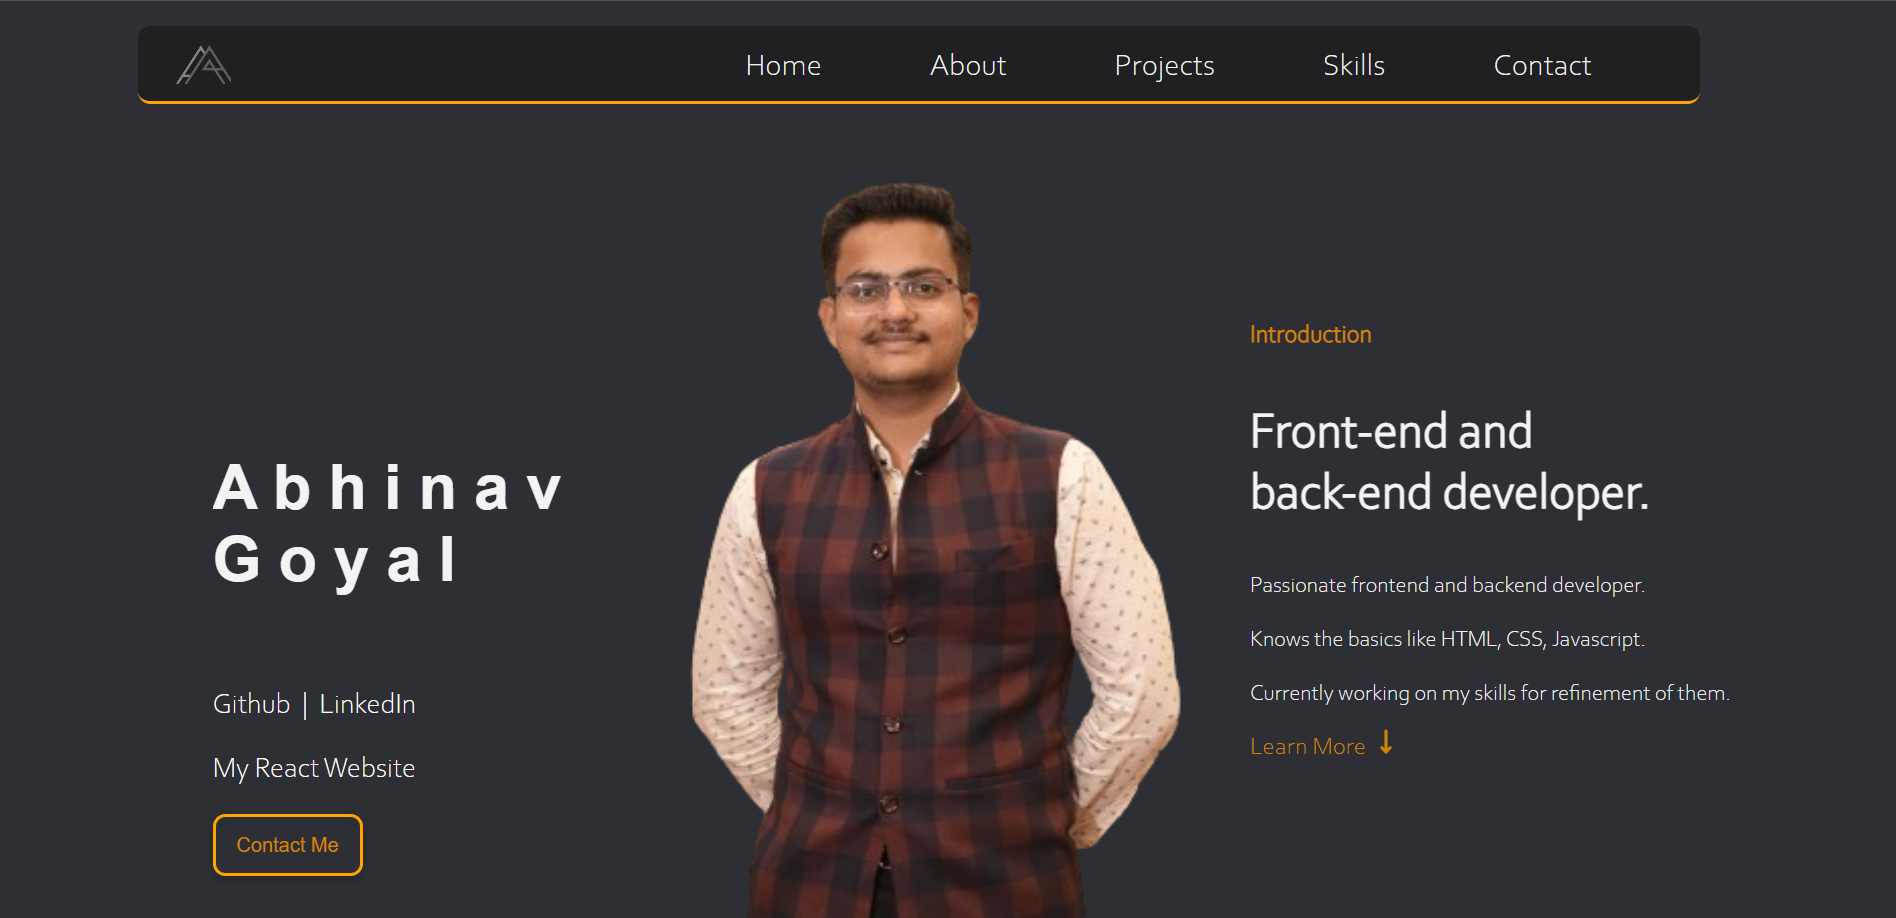 Home
About
Projects
Skills
Contact
Abhinav
Goyal
Github | LinkedIn
My React Website
Contact Me
Introduction
Front-end and
back-end developer.
Passionate frontend and backend developer.
Knows the basics like HTML, CSS, Javascript.
Currently working on my skills for refinement of them.
Learn More